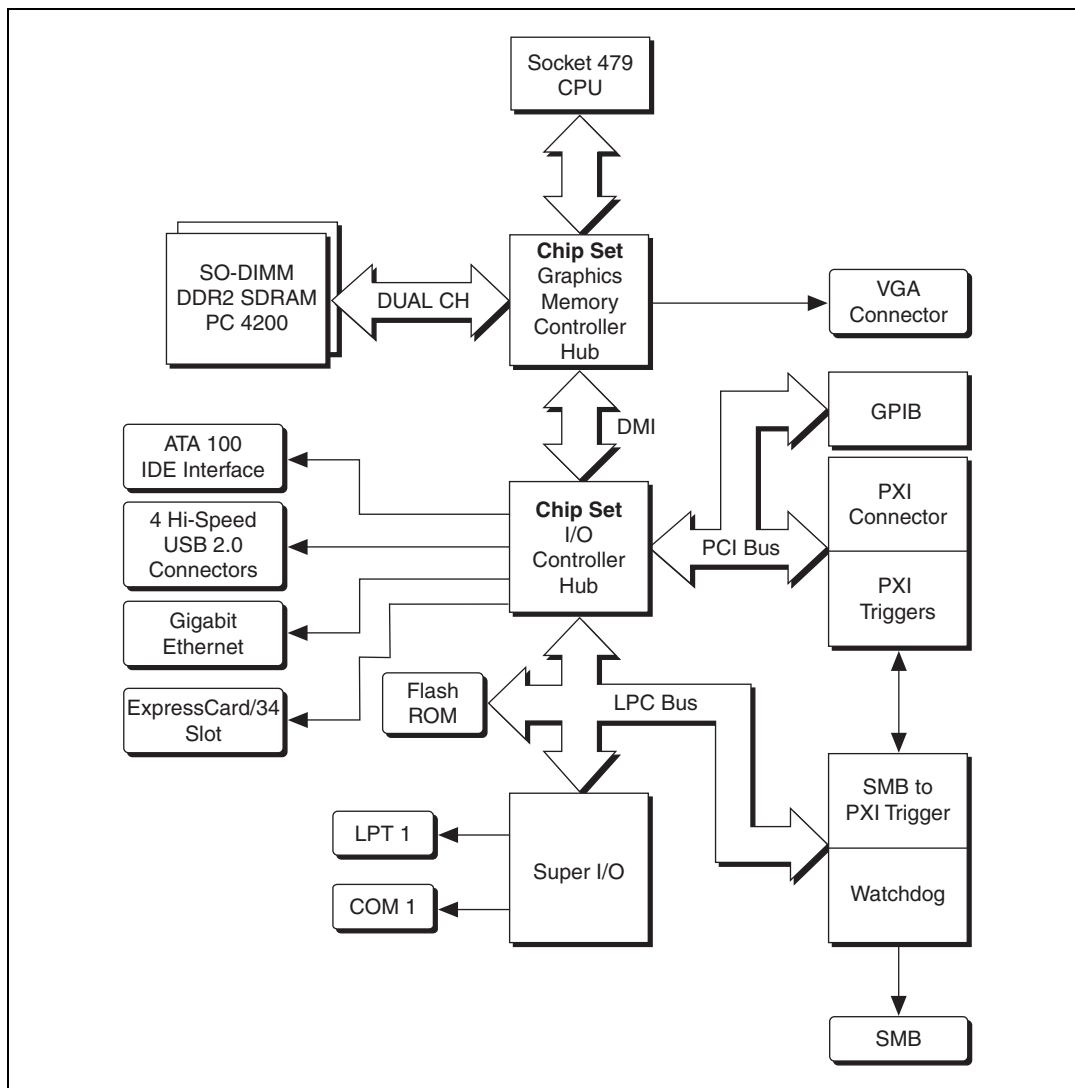 Socket 479
CPU
SO-DIMM
DDR2 SDRAM
PC 4200
DUAL CH
Chip Set
Graphics
Memory
Controller
Hub
VGA
Connector
DMI
GPIB
ATA 100
IDE Interface
4 Hi-Speed
USB 2.0
Connectors
Gigabit
Ethernet
ExpressCard/34
Slot
Chip Set
I/O
Controller
Hub
PCI Bus
PXI
Connector
PXI
Triggers
Flash
ROM
LPC Bus
SMB to
PXI Trigger
Watchdog
LPT 1
COM 1
Super I/O
SMB